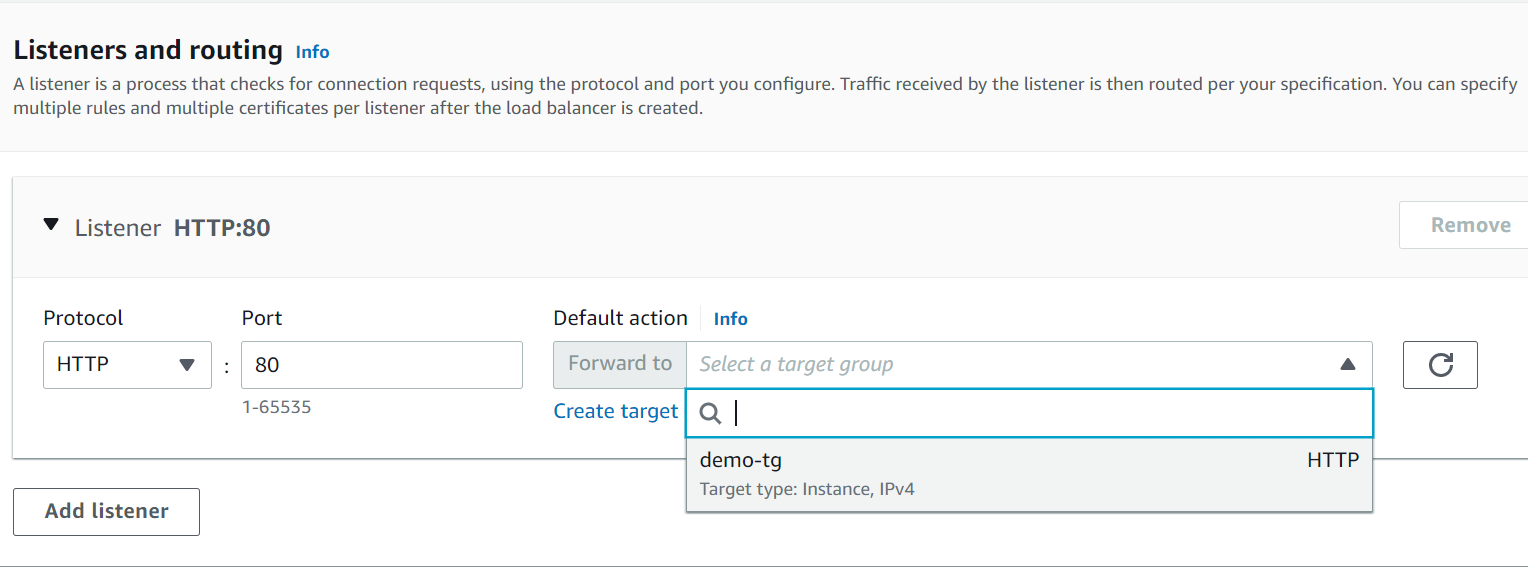 Listeners and routing Info
A listener is a process that checks for connection requests, using the protocol and port you configure. Traffic received by the listener is then routed per your specification. You can specify
multiple rules and multiple certificates per listener after the load balancer is created.
Listener HTTP:80
Remove
Protocol
Port
Default action
Info
HTTP
:
80
Forward to
Select a target group
1-65535
Create target
demo-tg
HTTP
Target type: Instance, IPv4
Add listener